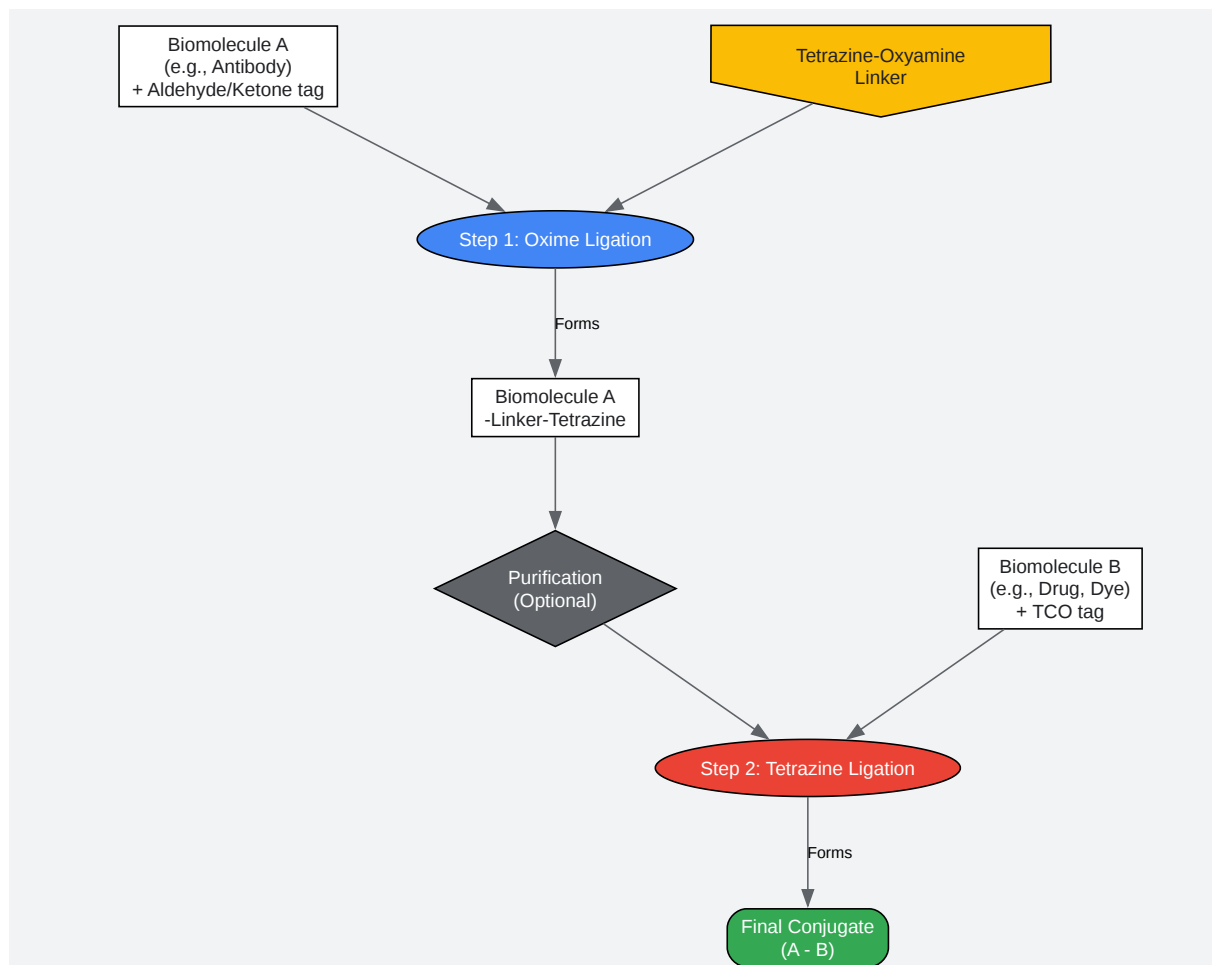 Biomolecule A
(e.g., Antibody)
+ Aldehyde/Ketone tag
Tetrazine-Oxyamine
Linker
Step 1: Oxime Ligation
Forms
Biomolecule A
-Linker-Tetrazine
Purification
(Optional)
Biomolecule B
(e.g., Drug, Dye)
+ TCO tag
Step 2: Tetrazine Ligation
Forms
Final Conjugate
(A - B)